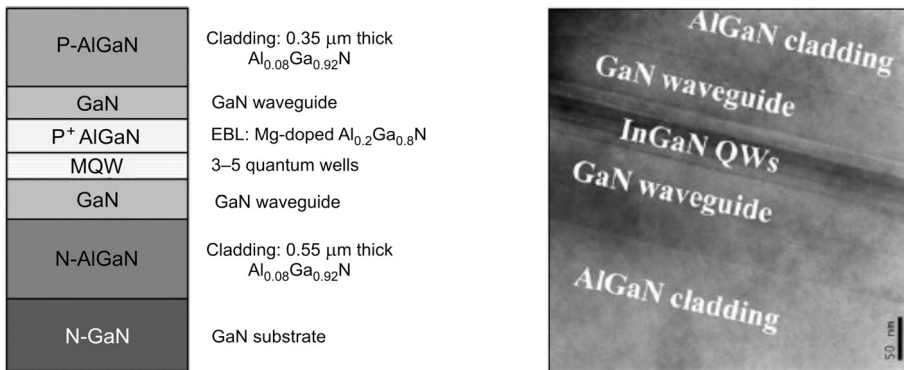 P-AlGaN
Cladding: 0.35 μm thick
Al0.08Ga0.92N
GaN
GaN waveguide
P+ AlGaN
EBL: Mg-doped Al0.2Ga0.8N
MQW
3–5 quantum wells
GaN
GaN waveguide
N-AlGaN
Cladding: 0.55 μm thick
Al0.08Ga0.92N
N-GaN
GaN substrate
AlGaN cladding
GaN waveguide
InGaN QWs
GaN waveguide
AlGaN cladding
50 nm